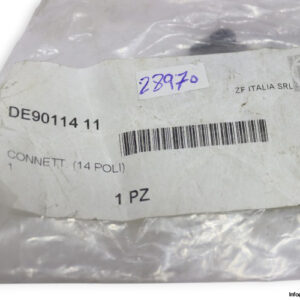 28970
DE90114 11
ZF ITALIA SRL
CONNETT. (14 POLI)
1
1 PZ